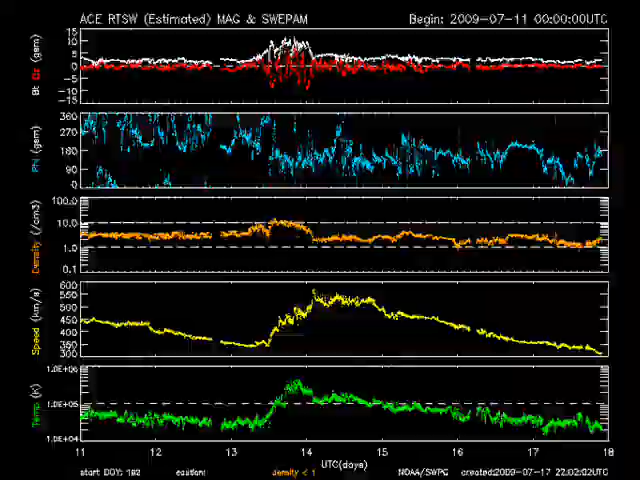 ACE RTSW (Estimated) MAG & SWEPAM Begin: 2009-07-11 00:00:00UTC
Bt Bz (gsm)
15
10
5
0
-5
-10
-15
Phi (gsm)
360
270
180
90
0
Density (/cm3)
100.0
10.0
1.0
0.1
Speed (km/s)
600
550
500
450
400
350
300
Temp (K)
1.0E+06
1.0E+05
1.0E+04
11 12 13 14 15 16 17 18
UTC(days)
start DOY: 192 caution: density < 1 NOAA/SWPC created:2009-07-17 22:02:02UTC